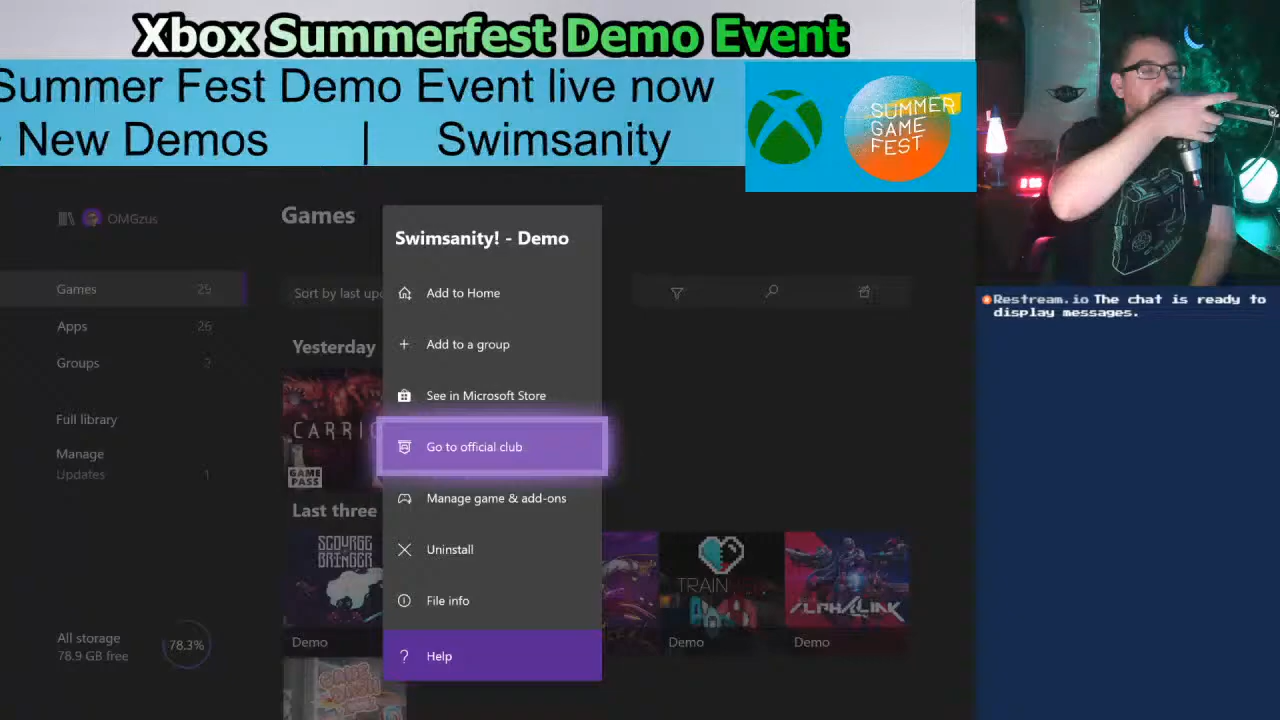 Xbox Summerfest Demo Event
Summer Fest Demo Event live now
New Demos | Swimsanity
SUMMER
GAME
FEST
OMGzus
Games
Swimsanity! - Demo
Games 25
Sort by last
Add to Home
Apps 26
Yesterday
Add to a group
Groups 2
See in Microsoft Store
Full library
CARRI
Go to official club
Manage
GAME
PASS
Updates 1
Manage game & add-ons
Last three
SCOURGE
BRINGER
Uninstall
TRAIN
ALPHALINK
File info
All storage
78.9 GB free
78.3%
Demo
Demo
Demo
Help
Restream.io The chat is ready to
display messages.